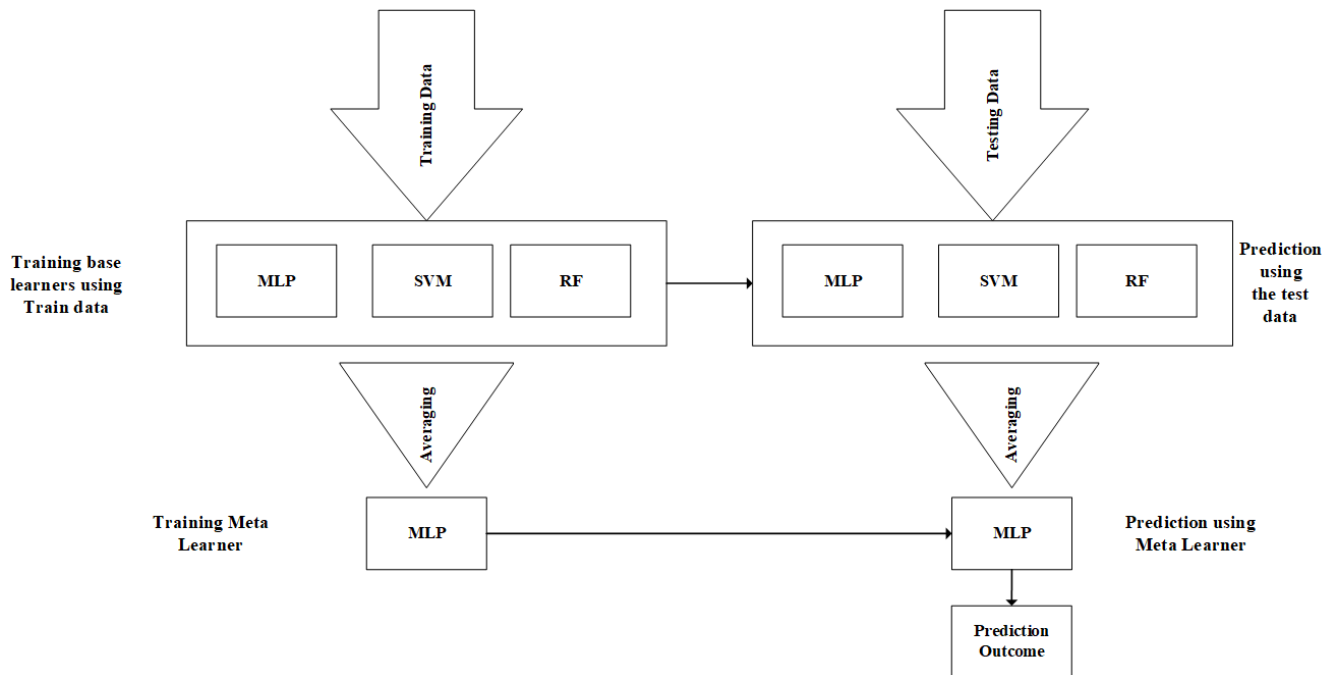 Training Data
Testing Data
Training base
learners using
Train data
MLP
SVM
RF
MLP
SVM
RF
Prediction
using
the test
data
Averaging
Averaging
Training Meta
Learner
MLP
MLP
Prediction using
Meta Learner
Prediction
Outcome